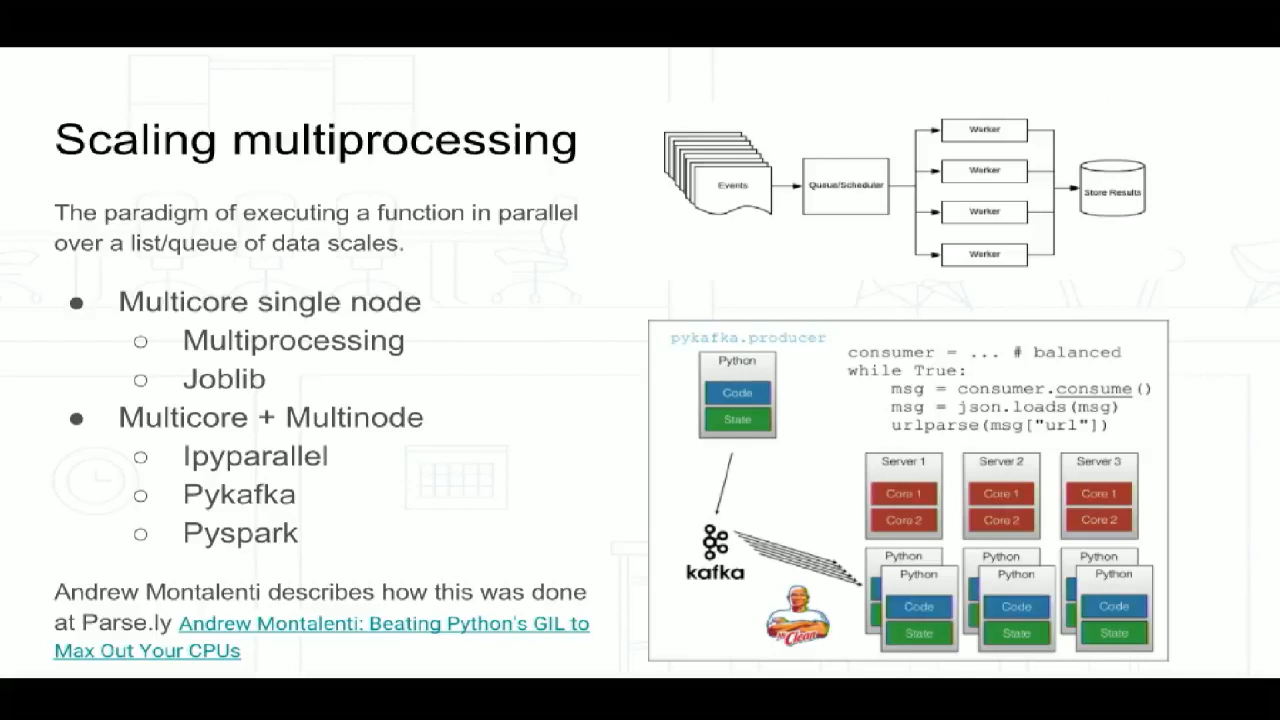 Scaling multiprocessing
The paradigm of executing a function in parallel
over a list/queue of data scales.
● Multicore single node
○ Multiprocessing
○ Joblib
● Multicore + Multinode
○ Ipyparallel
○ Pykafka
○ Pyspark
Andrew Montalenti describes how this was done
at Parse.ly Andrew Montalenti: Beating Python's GIL to
Max Out Your CPUs
Events
Queue/Scheduler
Worker
Worker
Worker
Worker
Store Results
pykafka.producer
Python
Code
State
consumer = ... # balanced
while True:
msg = consumer.consume()
msg = json.loads(msg)
urlparse(msg["url"])
kafka
Mr.Clean
Server 1
Core 1
Core 2
Server 2
Core 1
Core 2
Server 3
Core 1
Core 2
Python
Python
Code
State
Python
Python
Code
State
Python
Python
Code
State